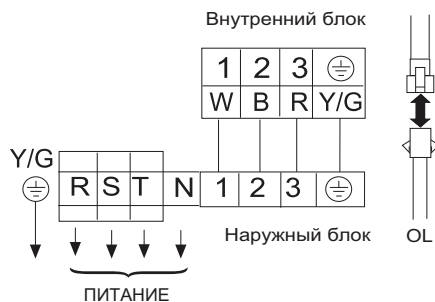 Внутренний блок
1 2 3
W B R Y/G
Y/G
R S T N 1 2 3
Наружный блок
OL
ПИТАНИЕ